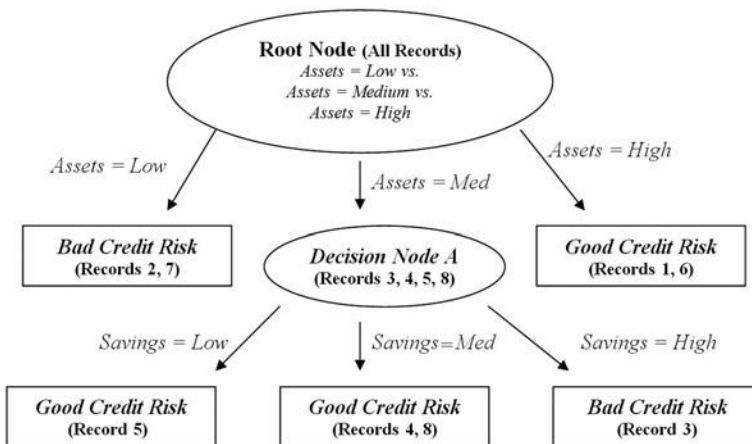 Root Node (All Records)
Assets = Low vs.
Assets = Medium vs.
Assets = High
Assets = Low
Assets = Med
Assets = High
Bad Credit Risk
(Records 2, 7)
Decision Node A
(Records 3, 4, 5, 8)
Good Credit Risk
(Records 1, 6)
Savings = Low
Savings=Med
Savings = High
Good Credit Risk
(Record 5)
Good Credit Risk
(Records 4, 8)
Bad Credit Risk
(Record 3)